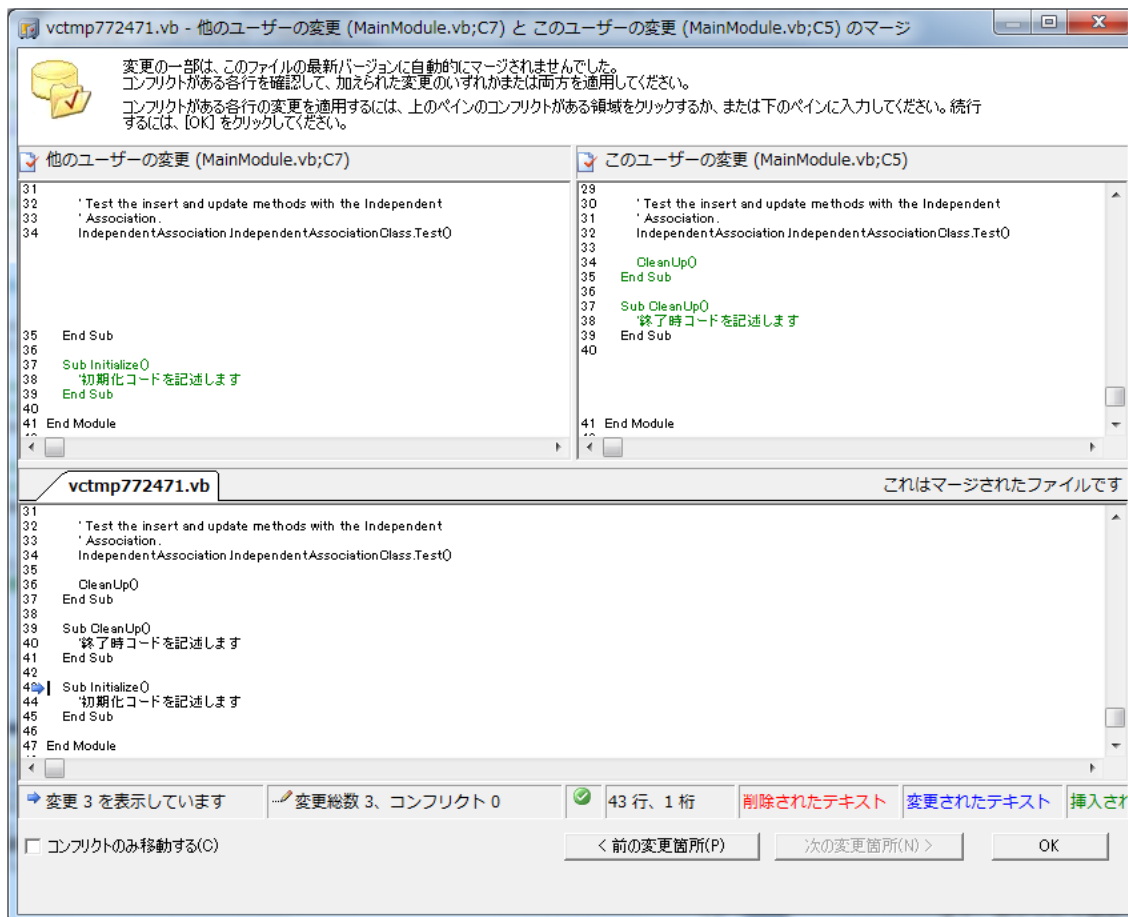 vctmp772471.vb - 他のユーザーの変更 (MainModule.vb;C7) と このユーザーの変更 (MainModule.vb;C5) のマージ
変更の一部は、このファイルの最新バージョンに自動的にマージされませんでした。
コンフリクトがある各行を確認して、加えられた変更のいずれかまたは両方を適用してください。
コンフリクトがある各行の変更を適用するには、上のペインのコンフリクトがある領域をクリックするか、または下のペインに入力してください。続行
するには、[OK] をクリックしてください。
他のユーザーの変更 (MainModule.vb;C7)
31
32 ' Test the insert and update methods with the Independent
33 ' Association.
34 IndependentAssociation.IndependentAssociationClass.Test()
35 End Sub
36
37 Sub Initialize()
38 '初期化コードを記述します
39 End Sub
40
41 End Module
このユーザーの変更 (MainModule.vb;C5)
29
30 ' Test the insert and update methods with the Independent
31 ' Association.
32 IndependentAssociation.IndependentAssociationClass.Test()
33
34 CleanUp()
35 End Sub
36
37 Sub CleanUp()
38 '終了時コードを記述します
39 End Sub
40
41 End Module
vctmp772471.vb
これはマージされたファイルです
31
32 ' Test the insert and update methods with the Independent
33 ' Association.
34 IndependentAssociation.IndependentAssociationClass.Test()
35
36 CleanUp()
37 End Sub
38
39 Sub CleanUp()
40 '終了時コードを記述します
41 End Sub
42
43 Sub Initialize()
44 '初期化コードを記述します
45 End Sub
46
47 End Module
変更 3 を表示しています
変更総数 3、コンフリクト 0
43 行、1 桁
削除されたテキスト
変更されたテキスト
挿入され
コンフリクトのみ移動する(C)
< 前の変更箇所(P)
次の変更箇所(N) >
OK